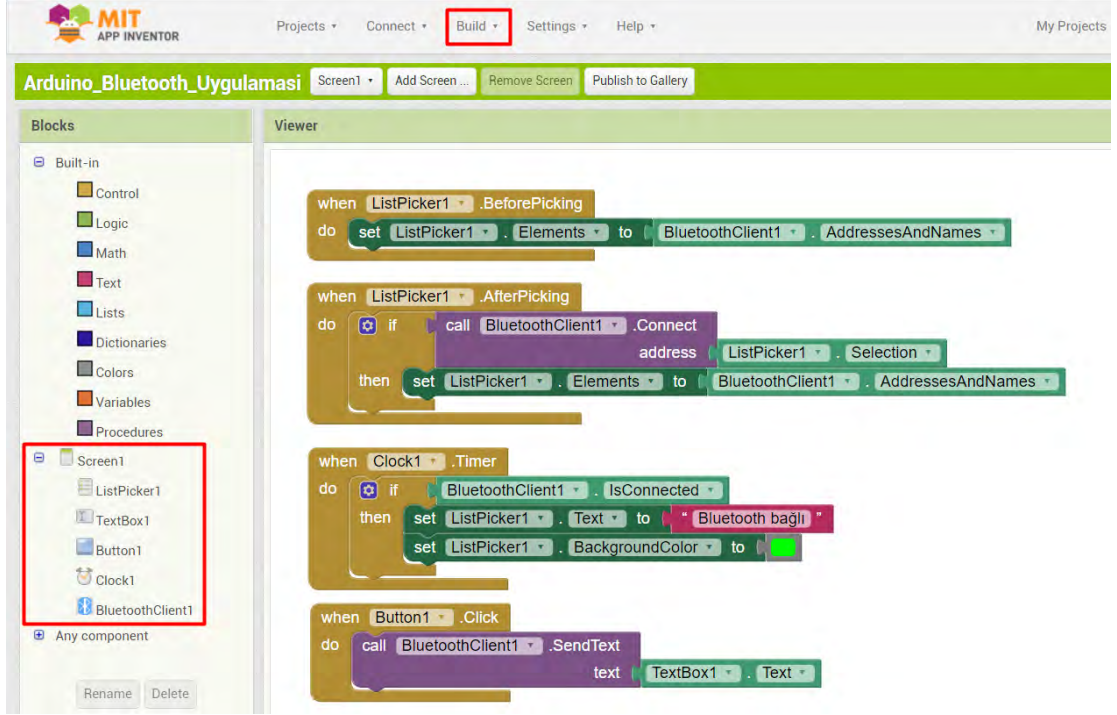 MIT
APP INVENTOR
Projects Connect Build Settings Help My Projects
Arduino_Bluetooth_Uygulamasi Screen1 Add Screen ... Remove Screen Publish to Gallery
Blocks
Viewer
Built-in
Control
Logic
Math
Text
Lists
Dictionaries
Colors
Variables
Procedures
Screen1
ListPicker1
TextBox1
Button1
Clock1
BluetoothClient1
Any component
Rename Delete
when ListPicker1 .BeforePicking
do set ListPicker1 . Elements to BluetoothClient1 . AddressesAndNames
when ListPicker1 .AfterPicking
do if call BluetoothClient1 .Connect
address ListPicker1 . Selection
then set ListPicker1 . Elements to BluetoothClient1 . AddressesAndNames
when Clock1 .Timer
do if BluetoothClient1 . IsConnected
then set ListPicker1 . Text to " Bluetooth bağlı "
set ListPicker1 . BackgroundColor to
when Button1 .Click
do call BluetoothClient1 .SendText
text TextBox1 . Text